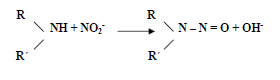 R R
NH + NO2- → N – N = O + OH-
R´ R´